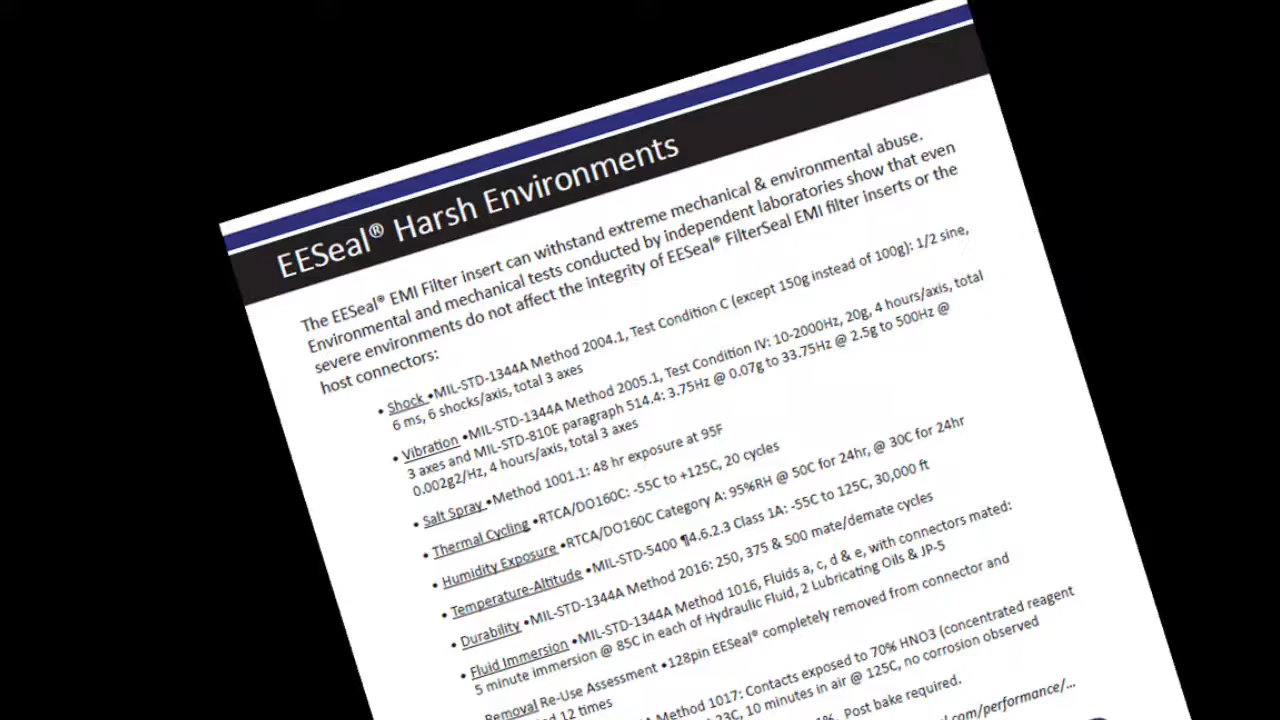 EESeal® Harsh Environments
The EESeal® EMI Filter insert can withstand extreme mechanical & environmental abuse.
Environmental and mechanical tests conducted by independent laboratories show that even
severe environments do not affect the integrity of EESeal® FilterSeal EMI filter inserts or the
host connectors:
• Shock •MIL-STD-1344A Method 2004.1, Test Condition C (except 150g instead of 100g): 1/2 sine,
6 ms, 6 shocks/axis, total 3 axes
• Vibration •MIL-STD-1344A Method 2005.1, Test Condition IV: 10-2000Hz, 20g, 4 hours/axis, total
3 axes and MIL-STD-810E paragraph 514.4: 3.75Hz @ 0.07g to 33.75Hz @ 2.5g to 500Hz @
0.002g2/Hz, 4 hours/axis, total 3 axes
• Salt Spray •Method 1001.1: 48 hr exposure at 95F
• Thermal Cycling •RTCA/DO160C: -55C to +125C, 20 cycles
• Humidity Exposure •RTCA/DO160C Category A: 95%RH @ 50C for 24hr, @ 30C for 24hr
• Temperature-Altitude •MIL-STD-5400 ¶4.6.2.3 Class 1A: -55C to 125C, 30,000 ft
• Durability •MIL-STD-1344A Method 2016: 250, 375 & 500 mate/demate cycles
• Fluid Immersion •MIL-STD-1344A Method 1016, Fluids a, c, d & e, with connectors mated:
5 minute immersion @ 85C in each of Hydraulic Fluid, 2 Lubricating Oils & JP-5
Removal Re-Use Assessment •128pin EESeal® completely removed from connector and
12 times
Method 1017: Contacts exposed to 70% HNO3 (concentrated reagent
23C, 10 minutes in air @ 125C, no corrosion observed
Post bake required.
.com/performance/...